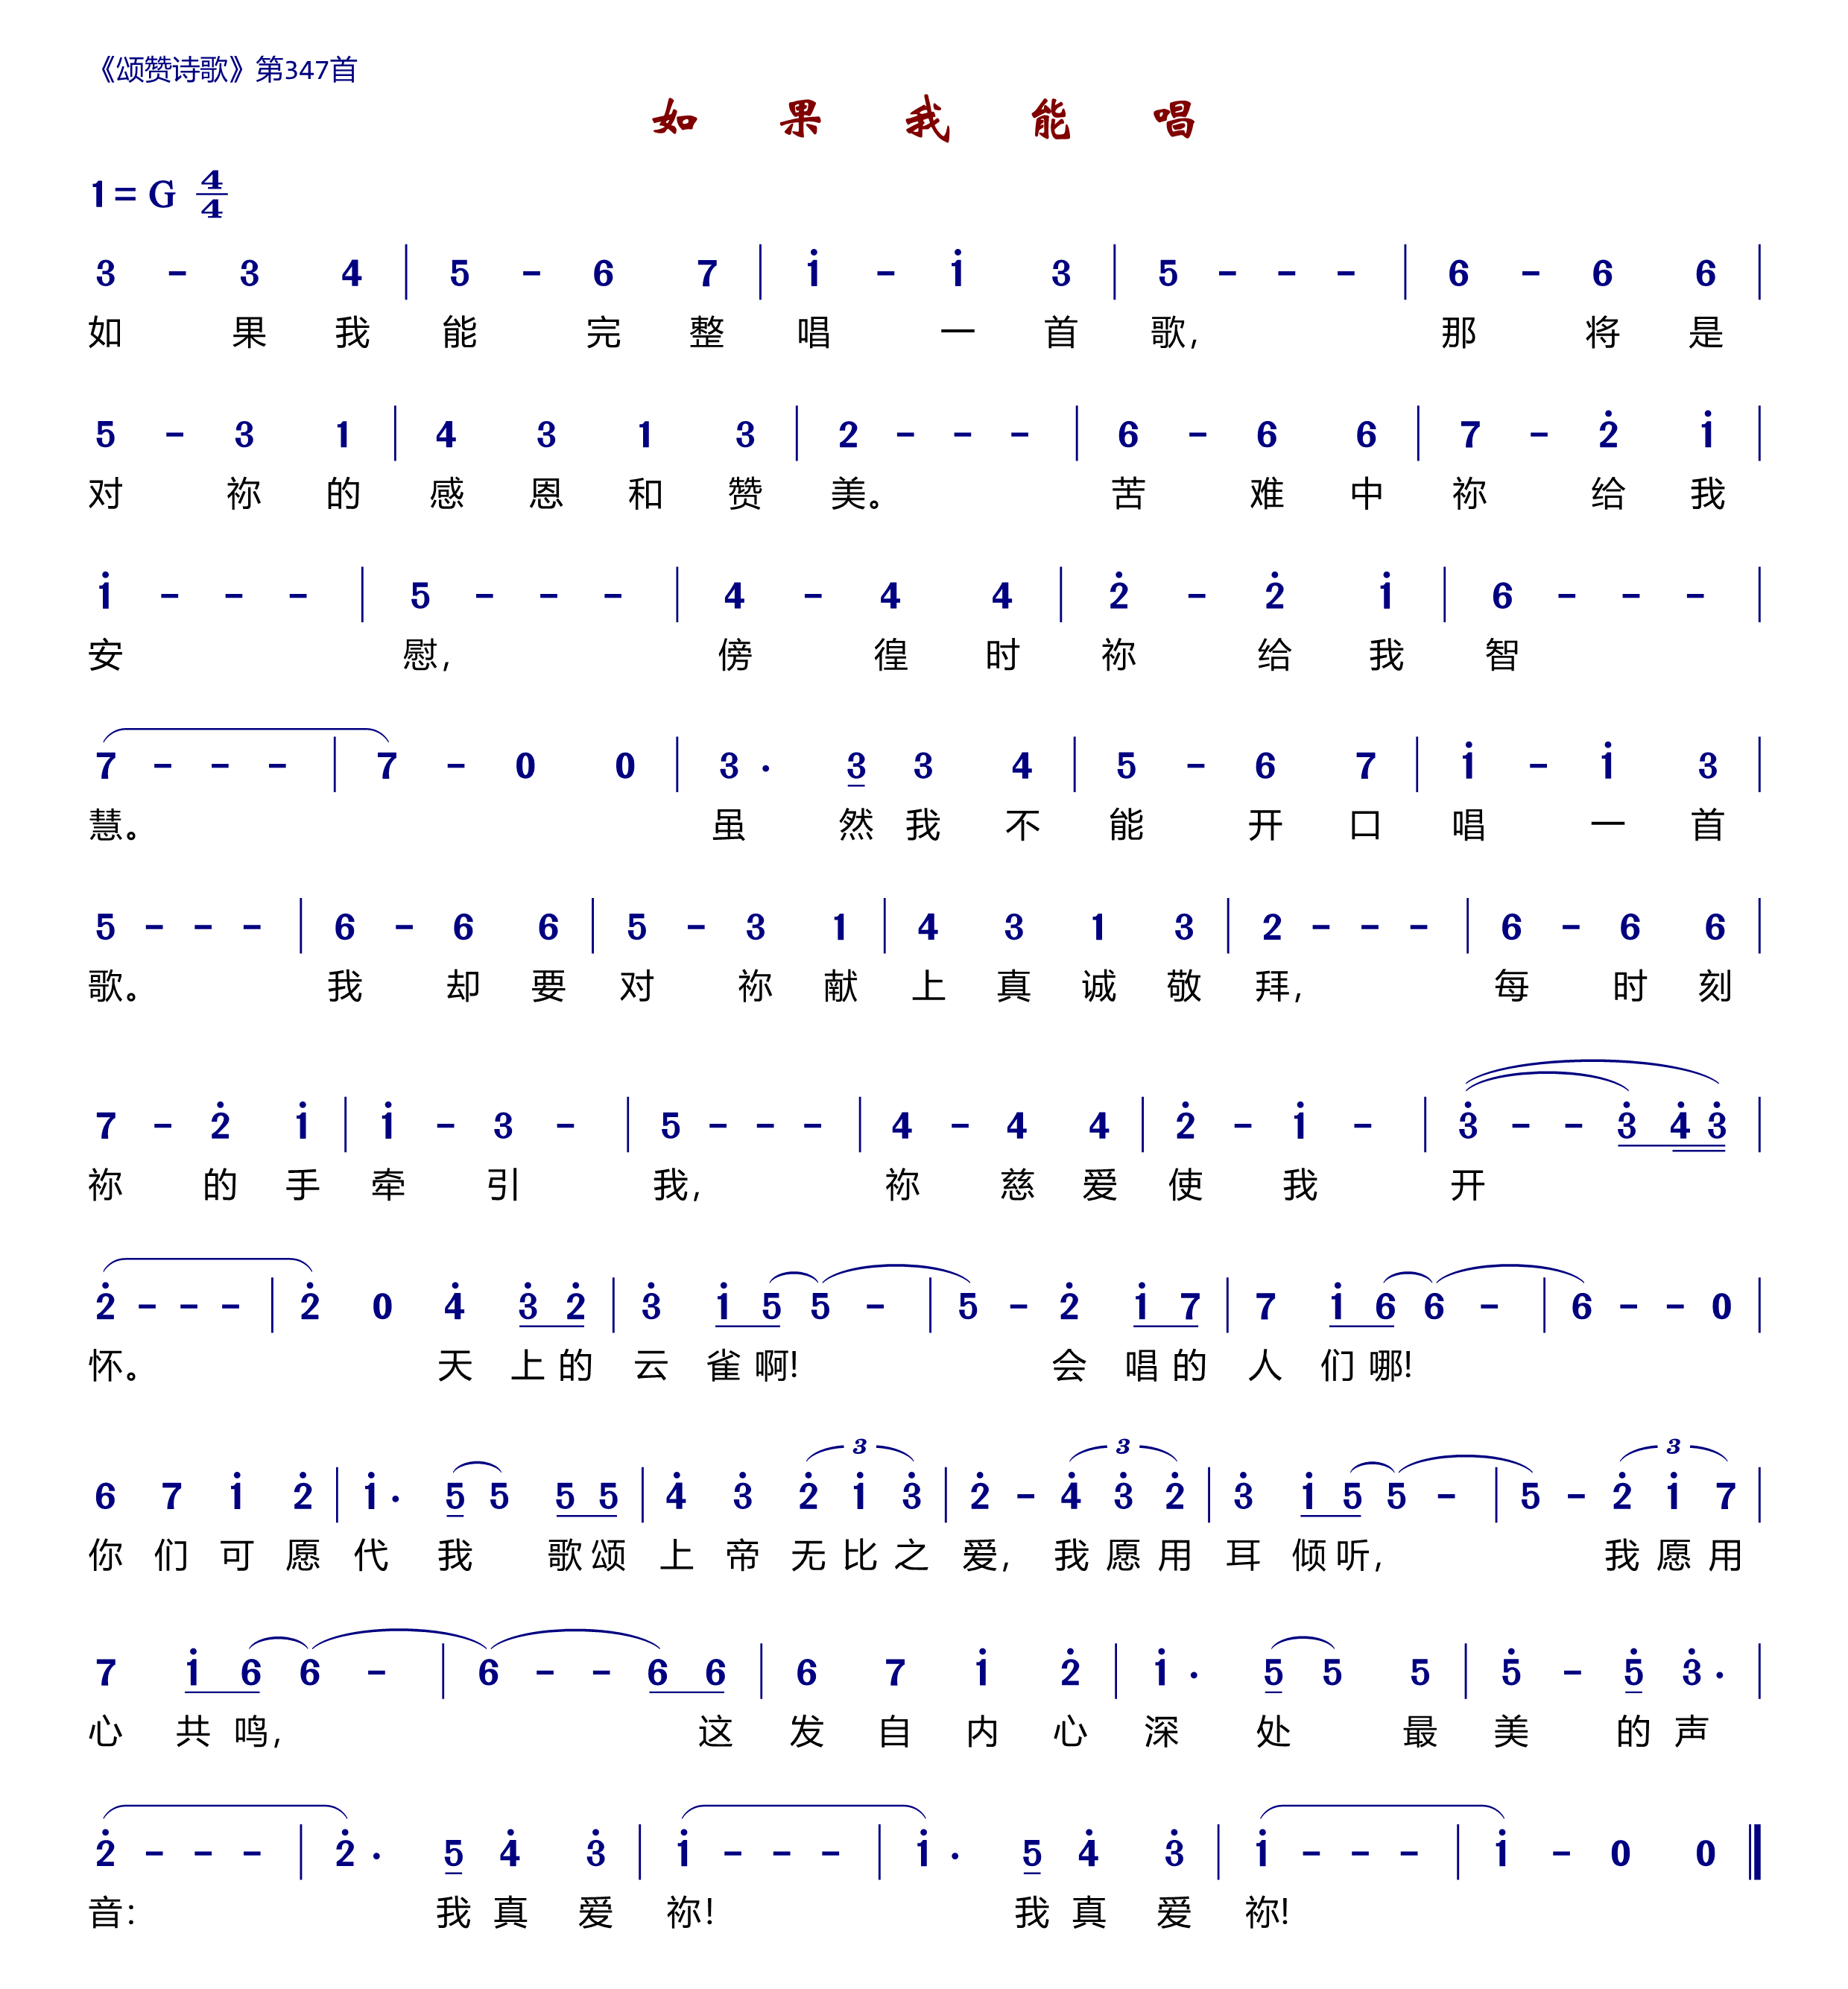 《颂赞诗歌》第347首
如果我能唱
1=G 4/4
3 - 3 4 | 5 - 6 7 | i - i 3 | 5 - - - | 6 - 6 6 |
如果我能完整唱一首歌，那将是
5 - 3 1 | 4 3 1 3 | 2 - - - | 6 - 6 6 | 7 - 2̇ i |
对祢的感恩和赞美。苦难中祢给我
i - - - | 5 - - - | 4 - 4 4 | 2̇ - 2̇ i | 6 - - - |
安慰，傍徨时祢给我智
7 - - - | 7 - 0 0 | 3 · 3 3 4 | 5 - 6 7 | i - i 3 |
慧。虽然我不能开口唱一首
5 - - - | 6 - 6 6 | 5 - 3 1 | 4 3 1 3 | 2 - - - | 6 - 6 6 |
歌。我却要对祢献上真诚敬拜，每时刻
7 - 2̇ i | i - 3 - | 5 - - - | 4 - 4 4 | 2̇ - i - | 3̇ - - 3̇ 4̇ 3̇ |
祢的手牵引我，祢慈爱使我开
2̇ - - - | 2̇ 0 4̇ 3̇ 2̇ | 3̇ i 5 5 - | 5 - 2̇ i 7 | 7 i 6 6 - | 6 - - 0 |
怀。天上的云雀啊！会唱的人们哪！
6 7 i 2̇ | i · 5 5 5 5 | 4̇ 3̇ 3 2̇ i 3̇ | 2̇ - 3 4̇ 3̇ 2̇ | 3̇ i 5 5 - | 5 - 3 2̇ i 7 |
你们可愿代我歌颂上帝无比之爱，我愿用耳倾听，我愿用
7 i 6 6 - | 6 - - 6 6 | 6 7 i 2̇ | i · 5 5 5 | 5̇ - 5̇ 3̇ · |
心共鸣，这发自内心深处最美的声
2̇ - - - | 2̇ · 5 4̇ 3̇ | i - - - | i · 5 4̇ 3̇ | i - - - | i - 0 0 ‖
音：我真爱祢！我真爱祢！